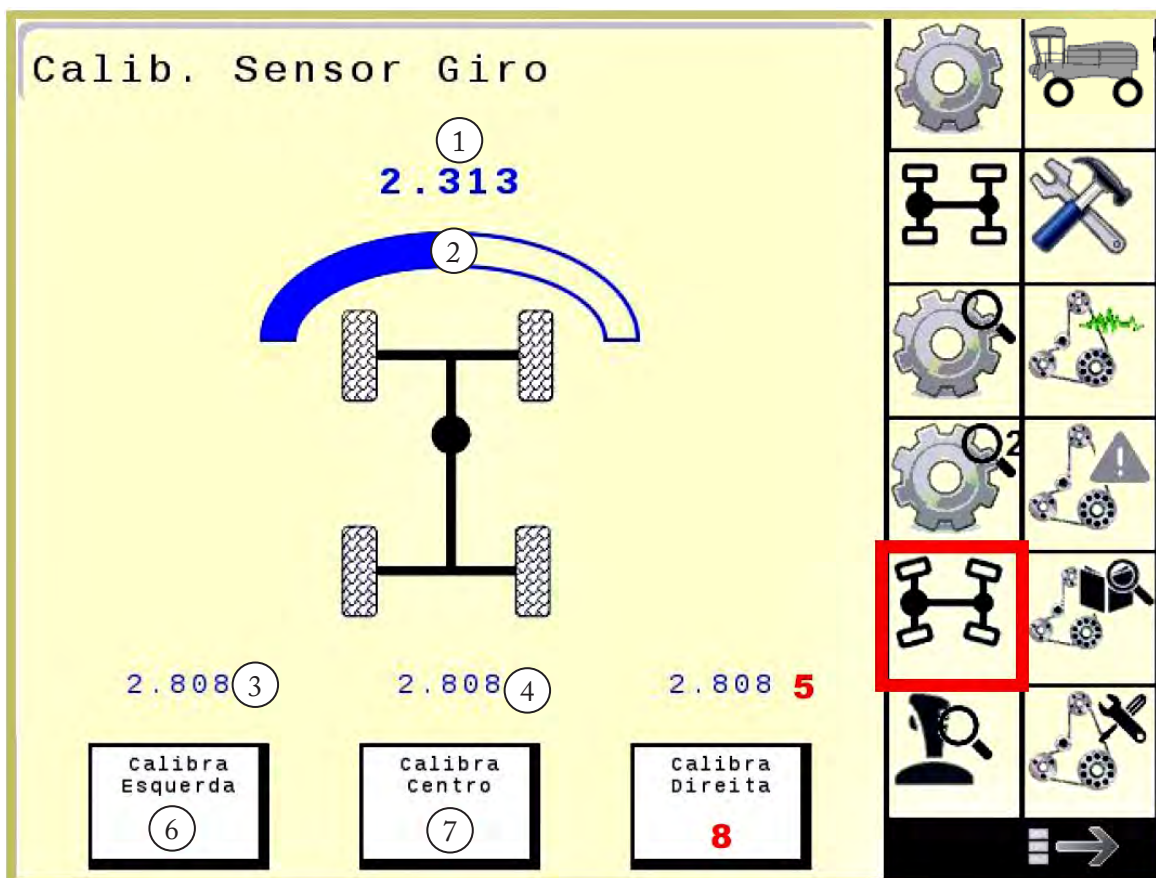 Calib. Sensor Giro
1
2.313
2
2.808 3
2.808 4
2.808 5
Calibra
Esquerda
6
Calibra
Centro
7
Calibra
Direita
8
2